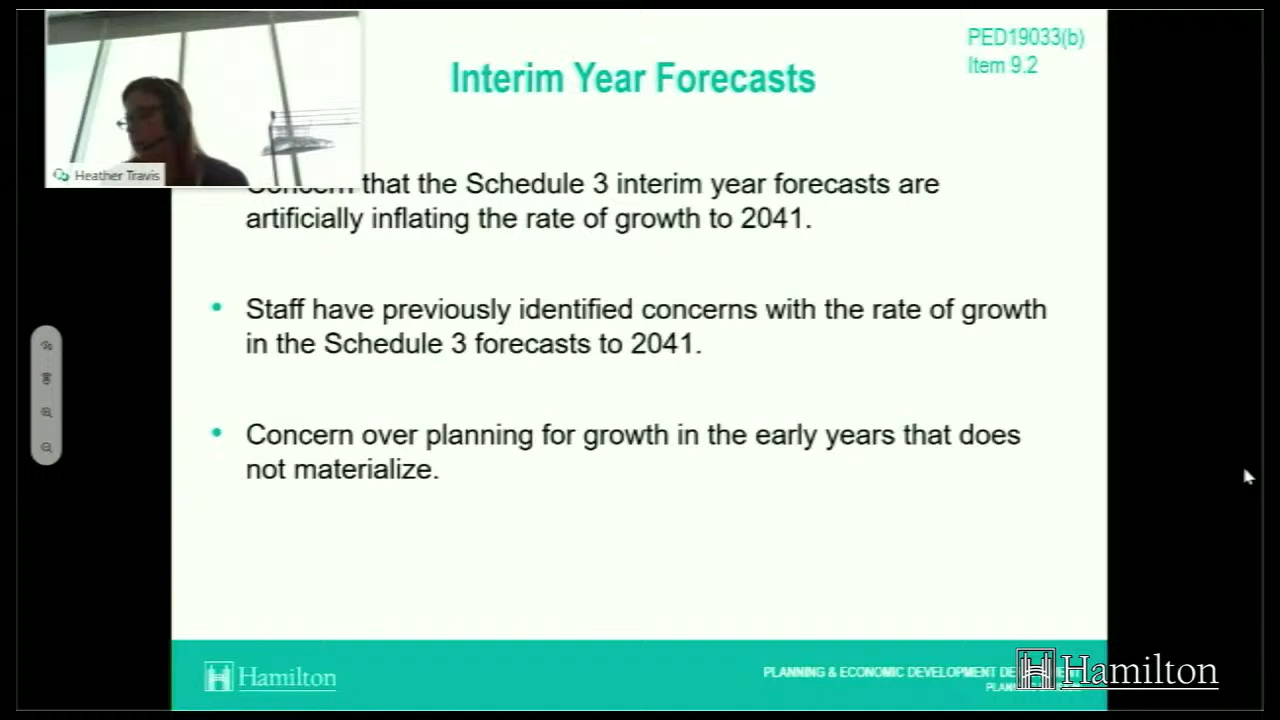 PED19033(b)
Item 9.2
Interim Year Forecasts
Heather Travis
Concern that the Schedule 3 interim year forecasts are
artificially inflating the rate of growth to 2041.
• Staff have previously identified concerns with the rate of growth
in the Schedule 3 forecasts to 2041.
• Concern over planning for growth in the early years that does
not materialize.
Hamilton
PLANNING & ECONOMIC DEVELOPMENT
Hamilton